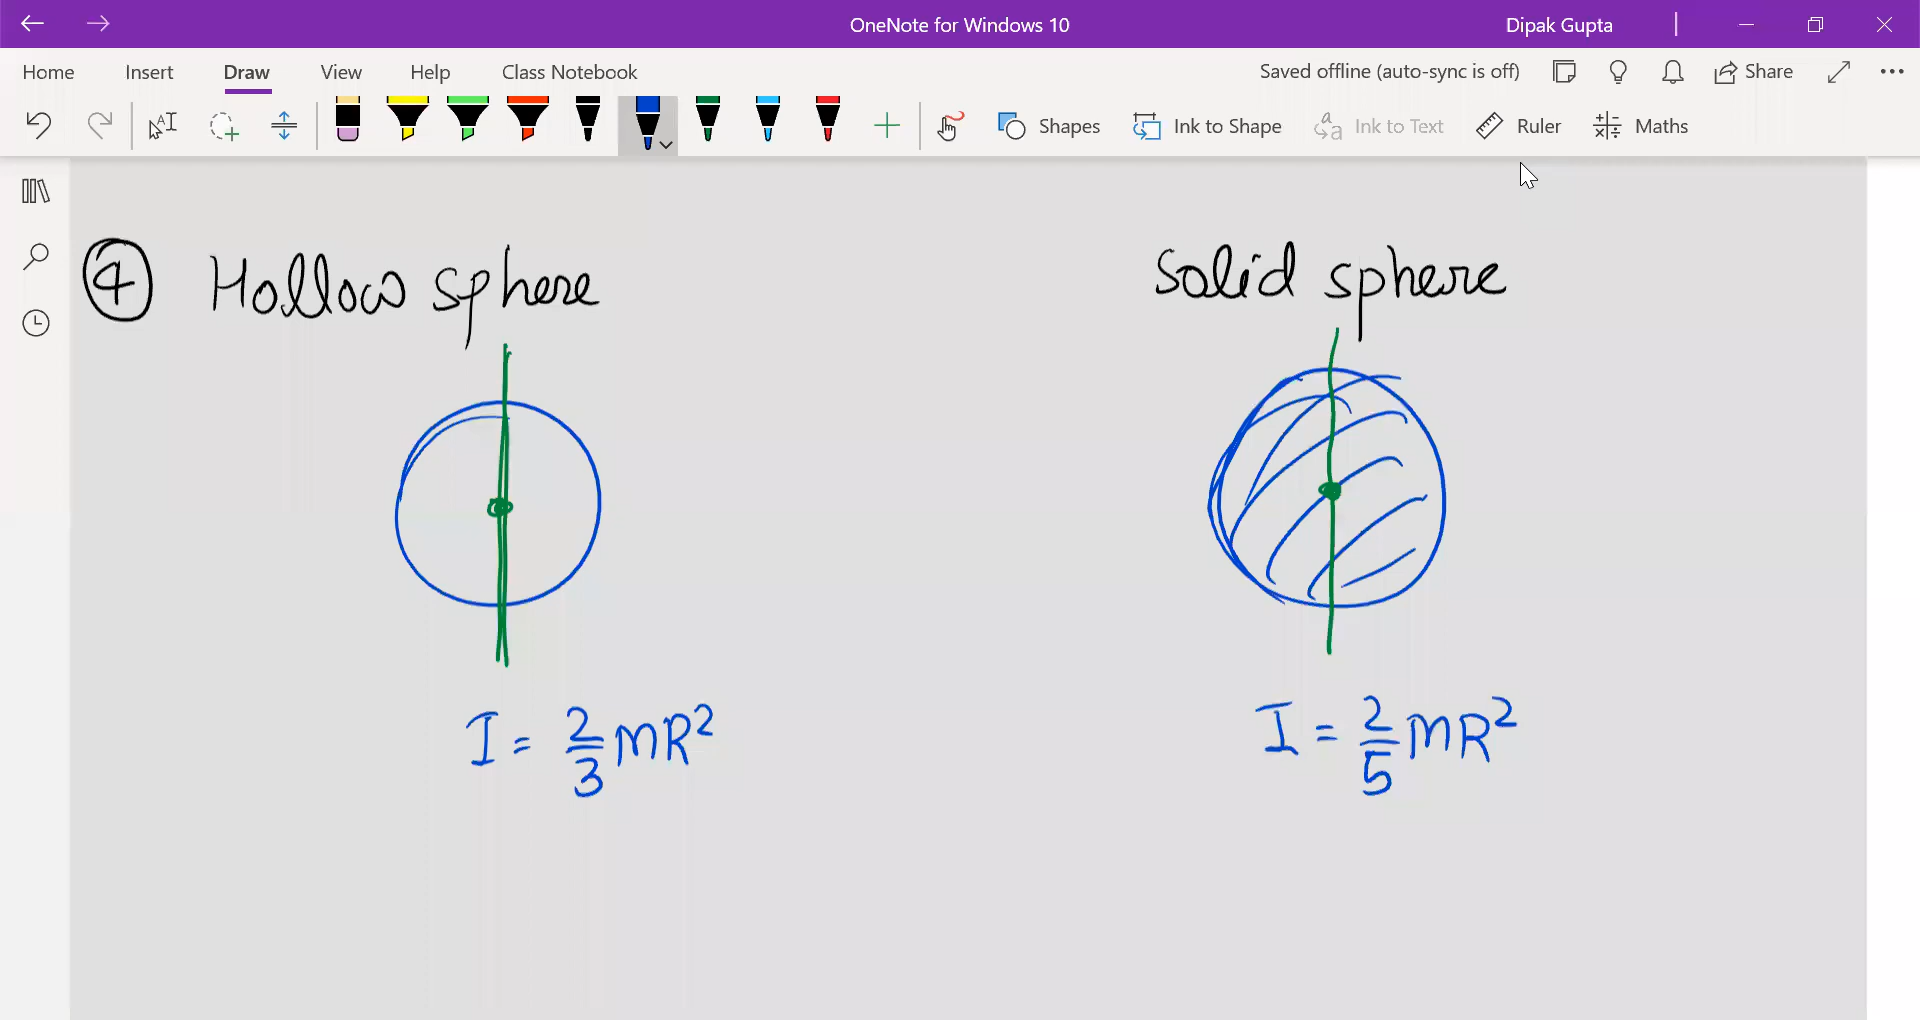 OneNote for Windows 10
Dipak Gupta
Home Insert Draw View Help Class Notebook
Saved offline (auto-sync is off)
Share
Shapes Ink to Shape Ink to Text Ruler Maths
④ Hollow sphere
Solid sphere
I = 2/3 MR²
I = 2/5 MR²